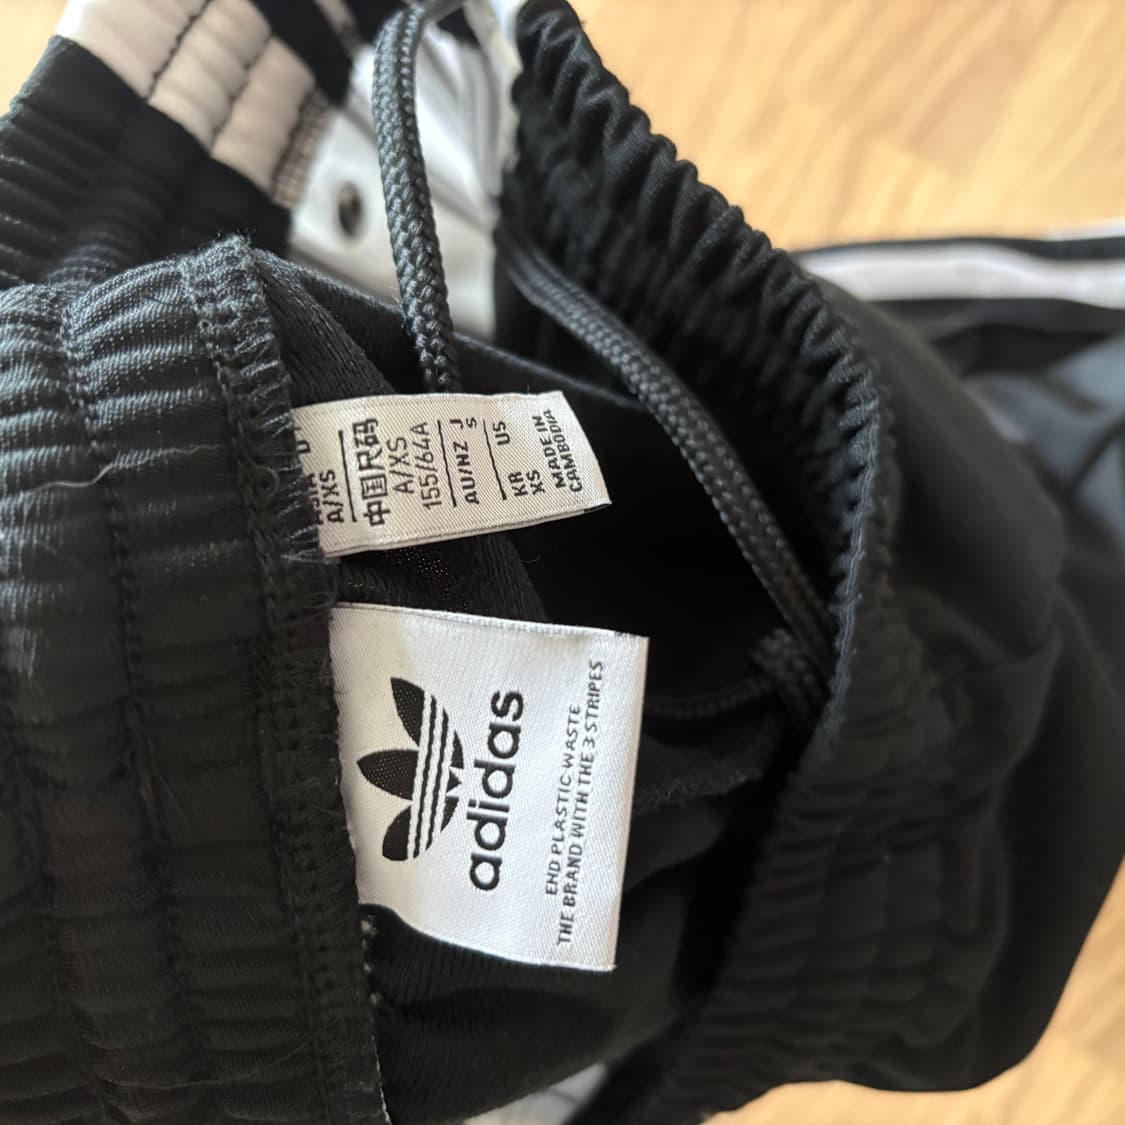 A/XS
中国尺码
A/XS
155/64A
AU/NZ J
S
US
KR
XS
MADE IN
CAMBODIA
adidas
END PLASTIC WASTE
THE BRAND WITH THE 3 STRIPES